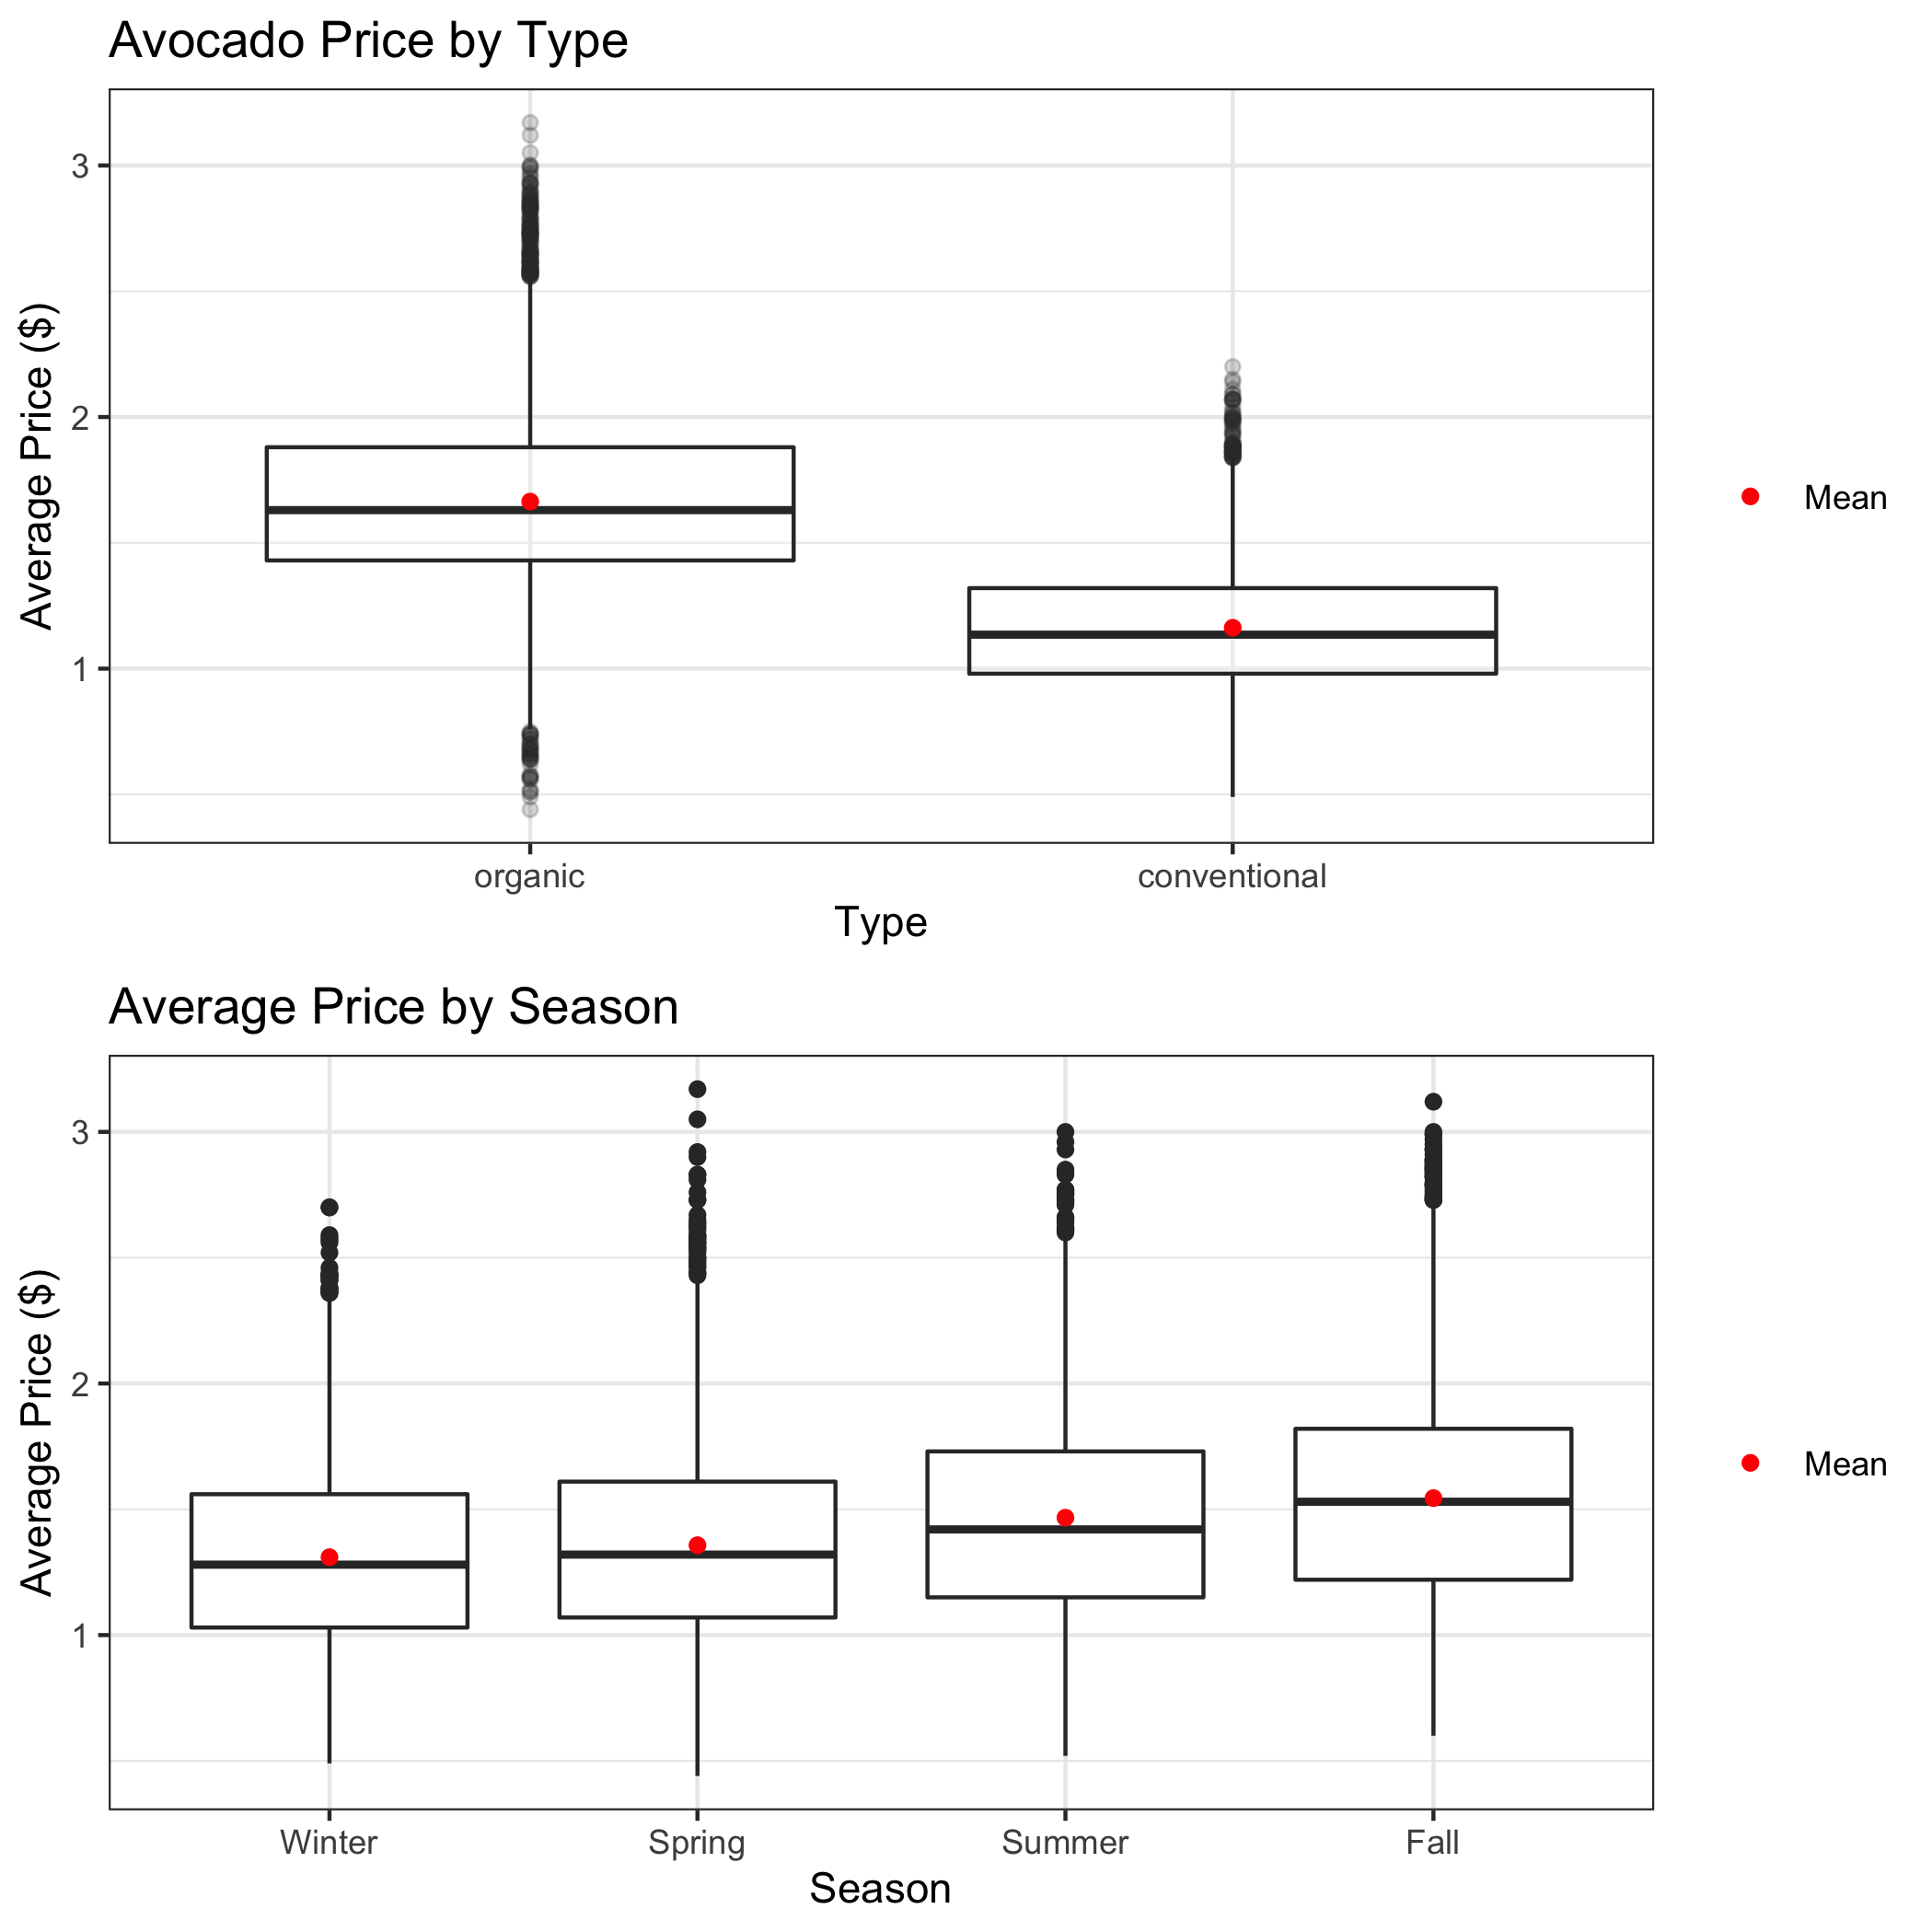 Avocado Price by Type
3
2
1
Average Price ($)
organic
conventional
Type
Mean
Average Price by Season
3
2
1
Average Price ($)
Winter
Spring
Summer
Fall
Season
Mean